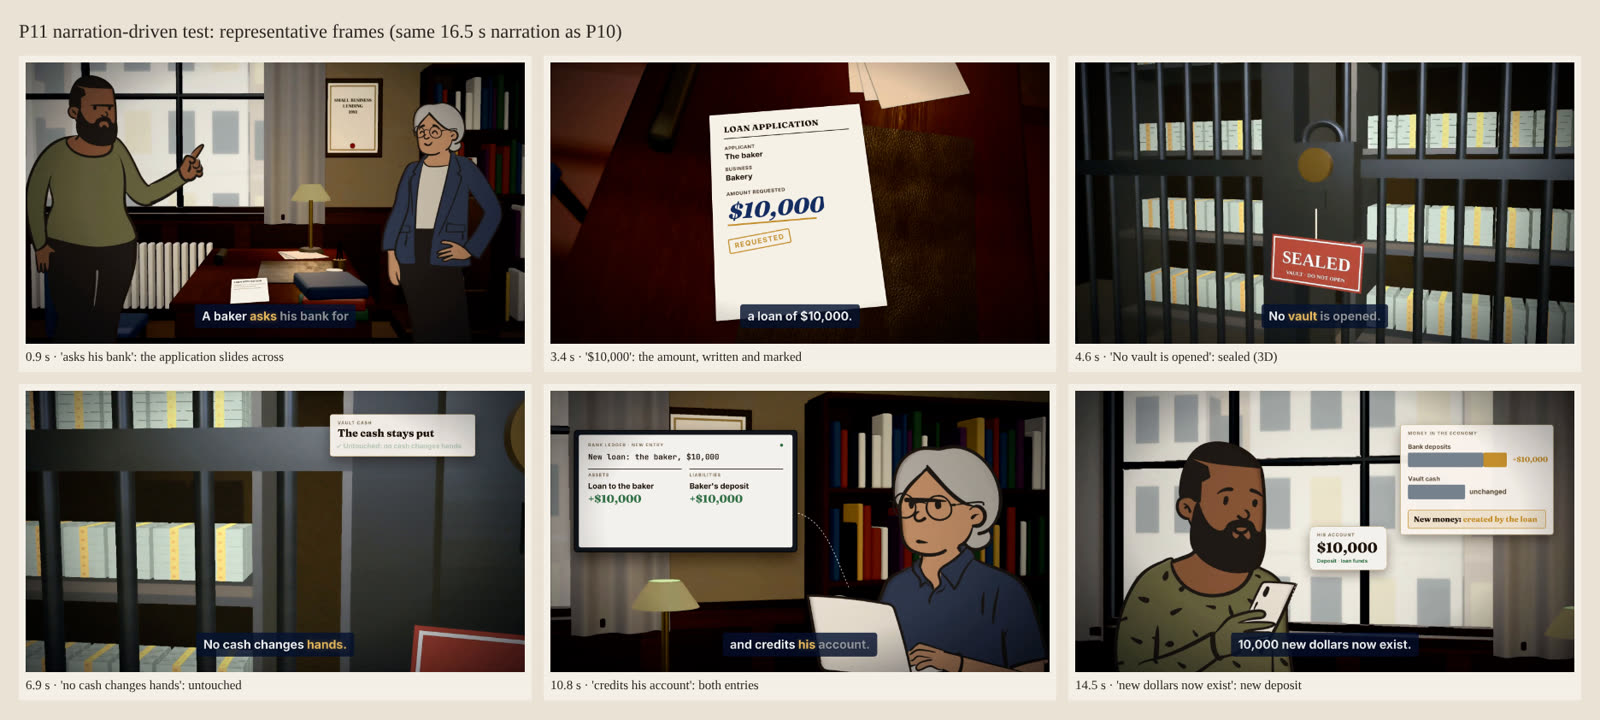 P11 narration-driven test: representative frames (same 16.5 s narration as P10)
SMALL BUSINESS
LENDING
A baker asks his bank for
0.9 s · 'asks his bank': the application slides across
LOAN APPLICATION
APPLICANT
The baker
BUSINESS
Bakery
AMOUNT REQUESTED
$10,000
REQUESTED
a loan of $10,000.
3.4 s · '$10,000': the amount, written and marked
SEALED
VAULT · DO NOT OPEN
No vault is opened.
4.6 s · 'No vault is opened': sealed (3D)
VAULT CASH
The cash stays put
✓ Untouched: no cash changes hands
No cash changes hands.
6.9 s · 'no cash changes hands': untouched
BANK LEDGER · NEW ENTRY
New loan: the baker, $10,000
ASSETS
LIABILITIES
Loan to the baker
Baker's deposit
+$10,000
+$10,000
and credits his account.
10.8 s · 'credits his account': both entries
MONEY IN THE ECONOMY
Bank deposits
+$10,000
Vault cash
unchanged
New money: created by the loan
HIS ACCOUNT
$10,000
Deposit · loan funds
10,000 new dollars now exist.
14.5 s · 'new dollars now exist': new deposit